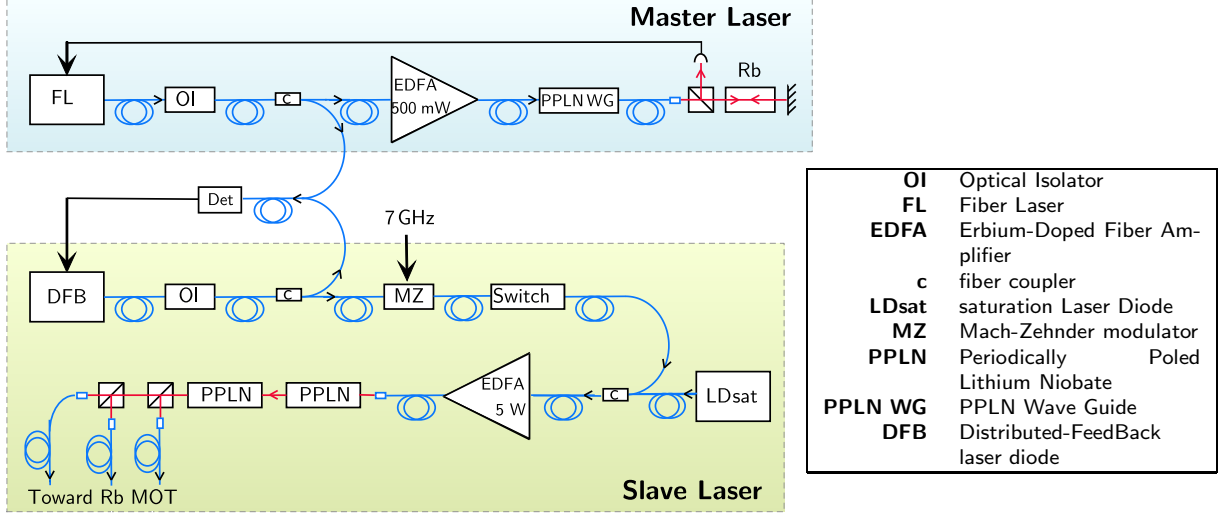 Master Laser
Rb
FL
OI
c
EDFA
500 mW
PPLN WG
Det
7 GHz
DFB
OI
c
MZ
Switch
EDFA
5 W
c
LDsat
PPLN
PPLN
Toward Rb MOT
Slave Laser
OI Optical Isolator
FL Fiber Laser
EDFA Erbium-Doped Fiber Am-
plifier
c fiber coupler
LDsat saturation Laser Diode
MZ Mach-Zehnder modulator
PPLN Periodically Poled
Lithium Niobate
PPLN WG PPLN Wave Guide
DFB Distributed-FeedBack
laser diode